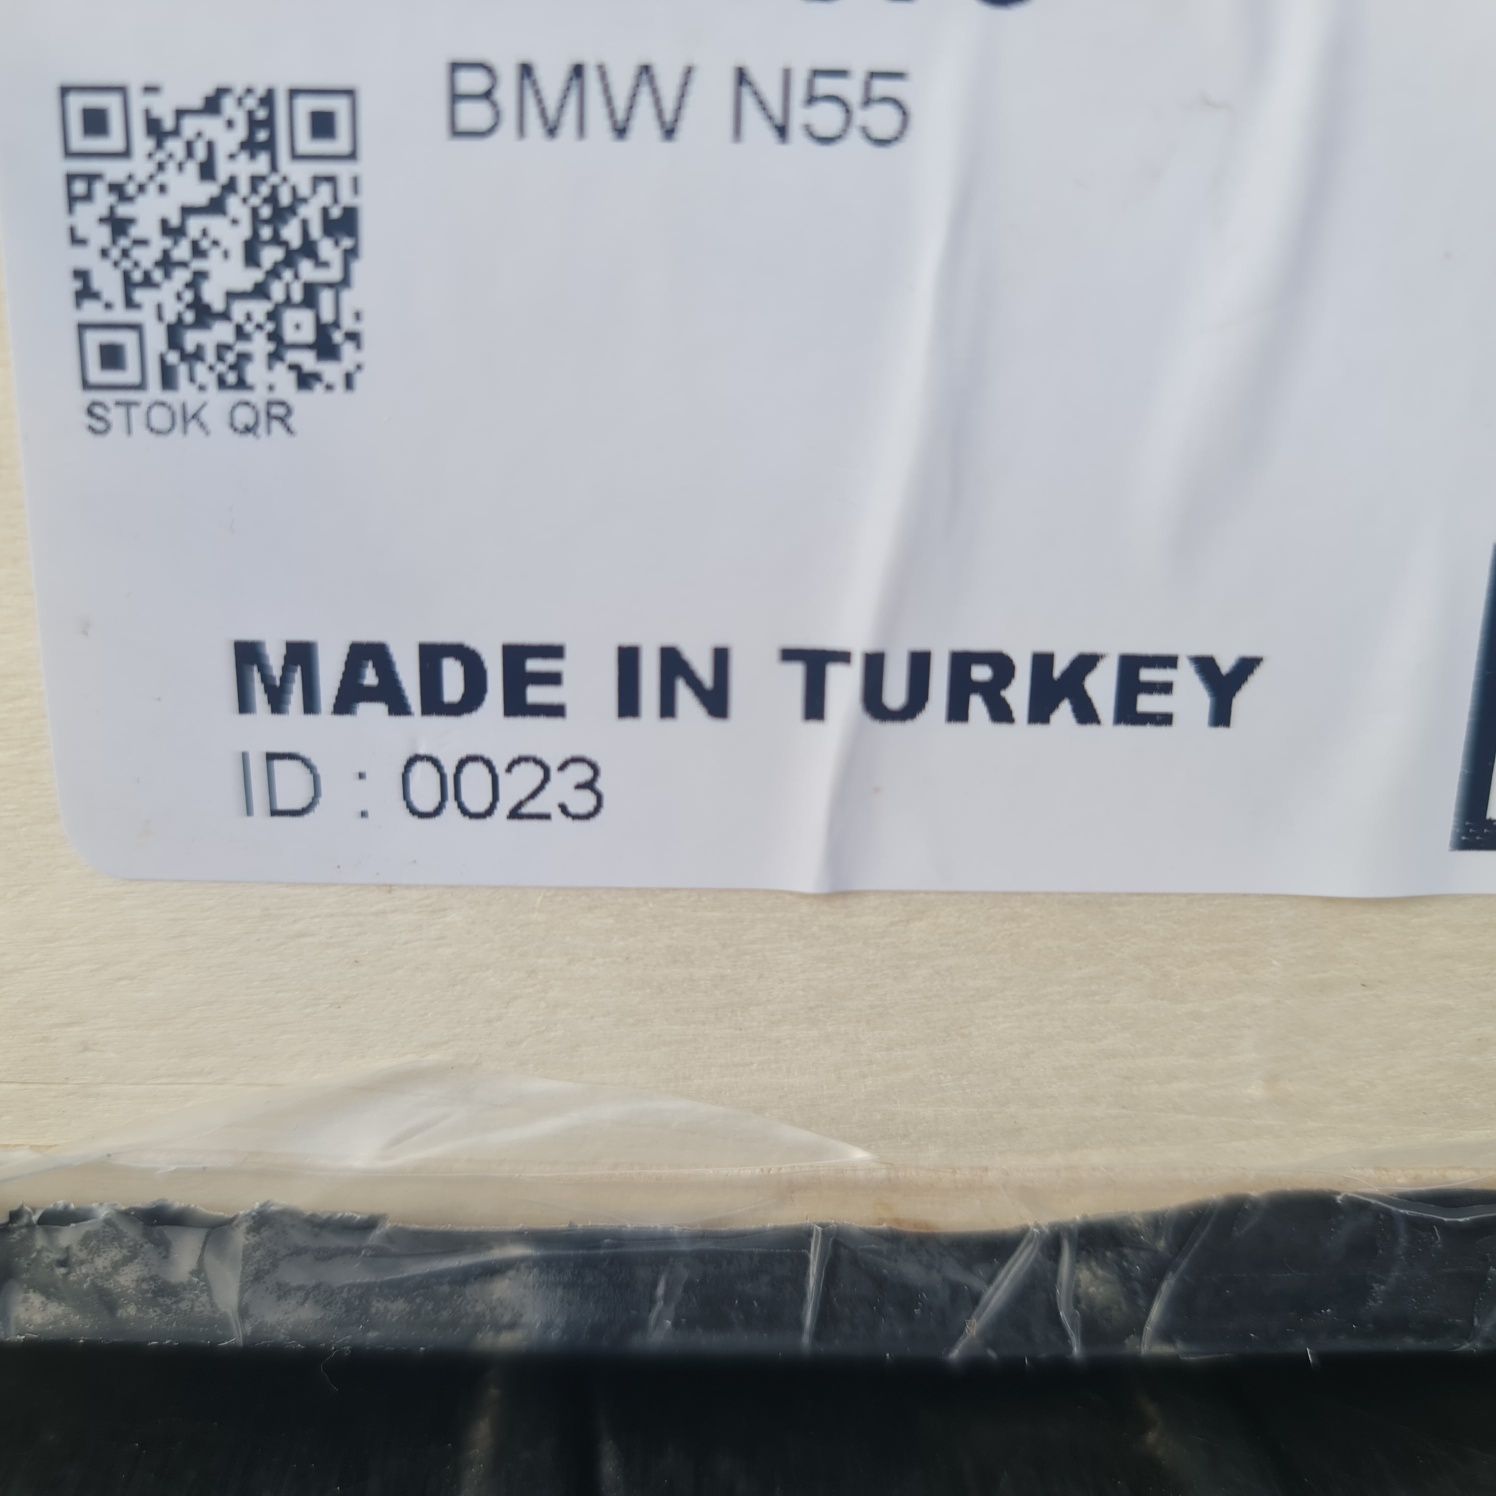 BMW N55
STOK QR
MADE IN TURKEY
ID : 0023